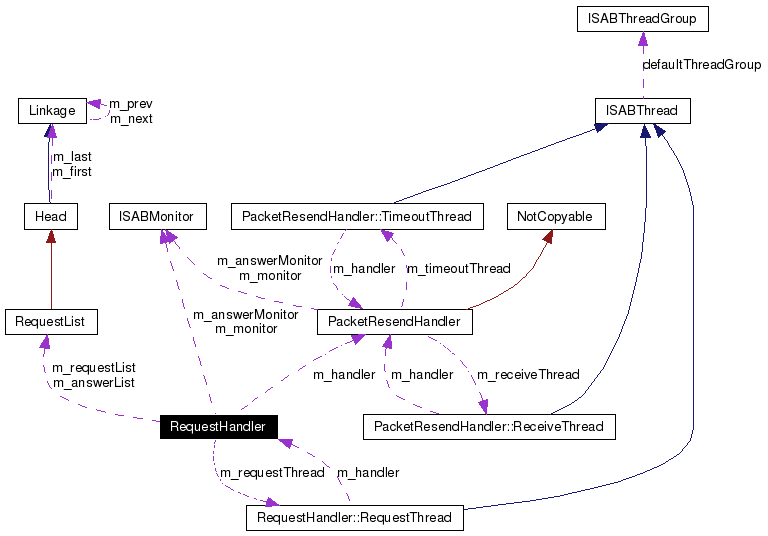 ISABThreadGroup
defaultThreadGroup
Linkage
m_prev
m_next
ISABThread
m_last
m_first
Head
ISABMonitor
PacketResendHandler::TimeoutThread
NotCopyable
m_answerMonitor
m_monitor
m_handler
m_timeoutThread
RequestList
m_answerMonitor
m_monitor
PacketResendHandler
m_requestList
m_answerList
m_handler
m_handler
m_receiveThread
RequestHandler
PacketResendHandler::ReceiveThread
m_requestThread
m_handler
RequestHandler::RequestThread